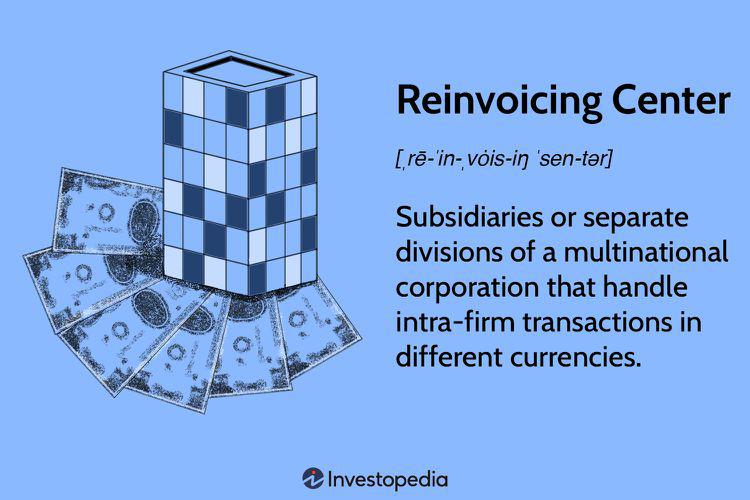 Reinvoicing Center
[ˌrē-ˈin-ˌvȯis-iŋ ˈsen-tər]
Subsidiaries or separate
divisions of a multinational
corporation that handle
intra-firm transactions in
different currencies.
Investopedia